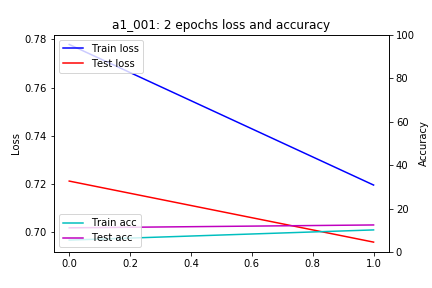 a1_001: 2 epochs loss and accuracy
0.78
0.76
0.74
0.72
0.70
Loss
Train loss
Test loss
Train acc
Test acc
100
80
60
40
20
0
Accuracy
0.0 0.2 0.4 0.6 0.8 1.0